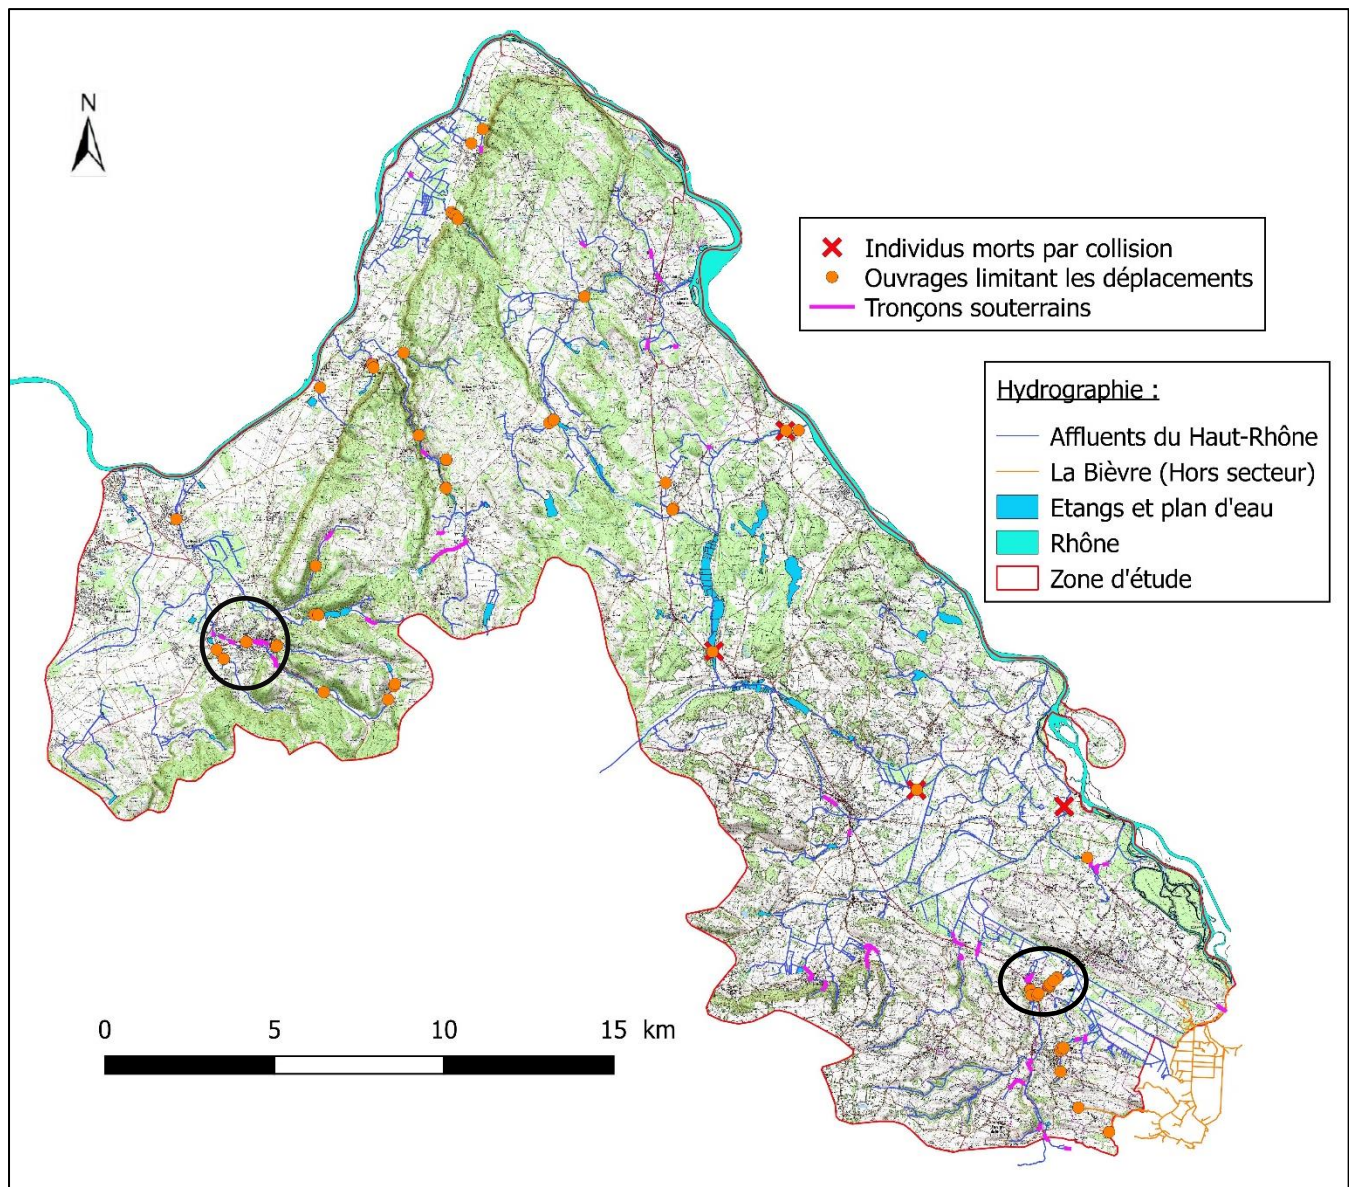 N
Individus morts par collision
Ouvrages limitant les déplacements
Tronçons souterrains
Hydrographie :
Affluents du Haut-Rhône
La Bièvre (Hors secteur)
Etangs et plan d'eau
Rhône
Zone d'étude
0 5 10 15 km